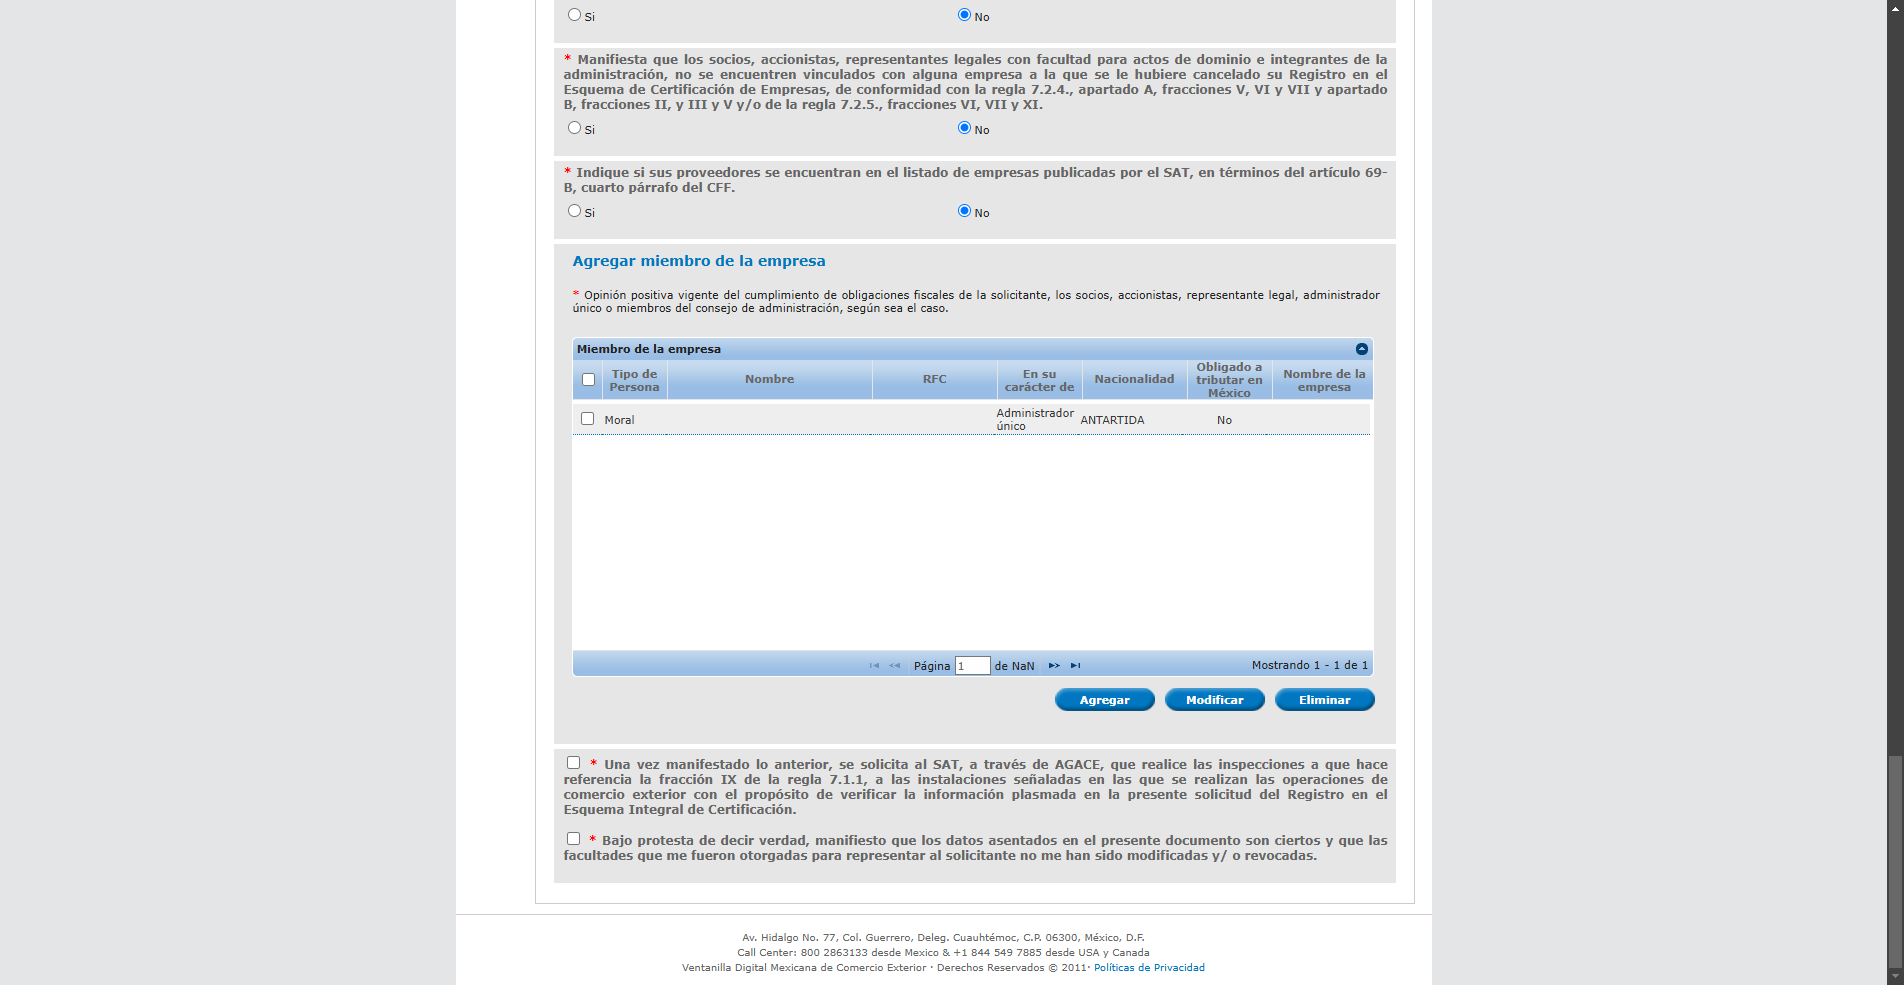 Si
No
* Manifiesta que los socios, accionistas, representantes legales con facultad para actos de dominio e integrantes de la
administración, no se encuentren vinculados con alguna empresa a la que se le hubiere cancelado su Registro en el
Esquema de Certificación de Empresas, de conformidad con la regla 7.2.4., apartado A, fracciones V, VI y VII y apartado
B, fracciones II, y III y V y/o de la regla 7.2.5., fracciones VI, VII y XI.
Si
No
* Indique si sus proveedores se encuentran en el listado de empresas publicadas por el SAT, en términos del artículo 69-
B, cuarto párrafo del CFF.
Si
No
Agregar miembro de la empresa
* Opinión positiva vigente del cumplimiento de obligaciones fiscales de la solicitante, los socios, accionistas, representante legal, administrador
único o miembros del consejo de administración, según sea el caso.
Miembro de la empresa
Tipo de Persona
Nombre
RFC
En su carácter de
Nacionalidad
Obligado a tributar en México
Nombre de la empresa
Moral
Administrador único
ANTARTIDA
No
Página 1 de NaN
Mostrando 1 - 1 de 1
Agregar
Modificar
Eliminar
* Una vez manifestado lo anterior, se solicita al SAT, a través de AGACE, que realice las inspecciones a que hace
referencia la fracción IX de la regla 7.1.1, a las instalaciones señaladas en las que se realizan las operaciones de
comercio exterior con el propósito de verificar la información plasmada en la presente solicitud del Registro en el
Esquema Integral de Certificación.
* Bajo protesta de decir verdad, manifiesto que los datos asentados en el presente documento son ciertos y que las
facultades que me fueron otorgadas para representar al solicitante no me han sido modificadas y/ o revocadas.
Av. Hidalgo No. 77, Col. Guerrero, Deleg. Cuauhtémoc, C.P. 06300, México, D.F.
Call Center: 800 2863133 desde Mexico & +1 844 549 7885 desde USA y Canada
Ventanilla Digital Mexicana de Comercio Exterior · Derechos Reservados © 2011· Políticas de Privacidad